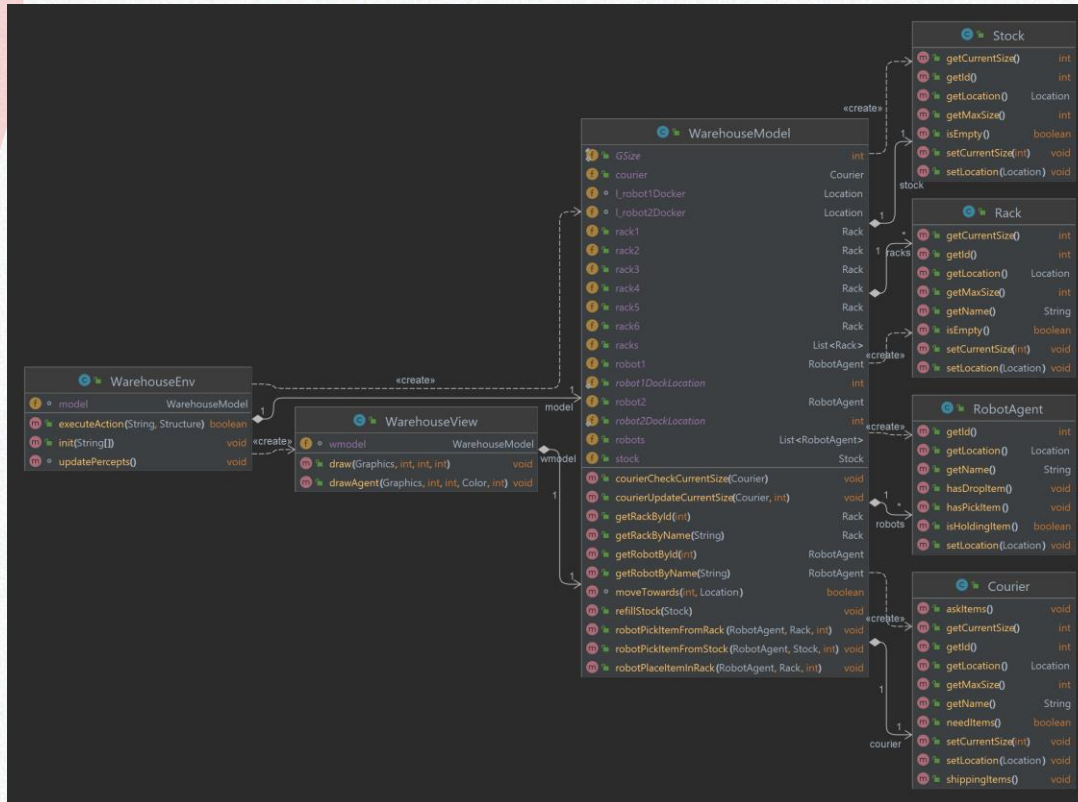 WarehouseEnv
model WarehouseModel
executeAction(String, Structure) boolean
init(String[]) void
updatePercepts() void
«create»
model
1
1
«create»
WarehouseView
wmodel WarehouseModel
draw(Graphics, int, int, int) void
drawAgent(Graphics, int, int, Color, int) void
wmodel
1
1
WarehouseModel
GSize int
courier Courier
l_robot1Docker Location
l_robot2Docker Location
rack1 Rack
rack2 Rack
rack3 Rack
rack4 Rack
rack5 Rack
rack6 Rack
racks List<Rack>
robot1 RobotAgent
robot1DockLocation int
robot2 RobotAgent
robot2DockLocation int
robots List<RobotAgent>
stock Stock
courierCheckCurrentSize(Courier) void
courierUpdateCurrentSize(Courier, int) void
getRackById(int) Rack
getRackByName(String) Rack
getRobotById(int) RobotAgent
getRobotByName(String) RobotAgent
moveTowards(int, Location) boolean
refillStock(Stock) void
robotPickItemFromRack (RobotAgent, Rack, int) void
robotPickItemFromStock (RobotAgent, Stock, int) void
robotPlaceItemInRack (RobotAgent, Rack, int) void
«create»
1
stock
1
1 racks
*
«create»
«create»
1
*
robots
«create»
1
1
courier
Stock
getCurrentSize() int
getId() int
getLocation() Location
getMaxSize() int
isEmpty() boolean
setCurrentSize(int) void
setLocation(Location) void
Rack
getCurrentSize() int
getId() int
getLocation() Location
getMaxSize() int
getName() String
isEmpty() boolean
setCurrentSize(int) void
setLocation(Location) void
RobotAgent
getId() int
getLocation() Location
getName() String
hasDropItem() void
hasPickItem() void
isHoldingItem() boolean
setLocation(Location) void
Courier
askItems() void
getCurrentSize() int
getId() int
getLocation() Location
getMaxSize() int
getName() String
needItems() boolean
setCurrentSize(int) void
setLocation(Location) void
shippingItems() void